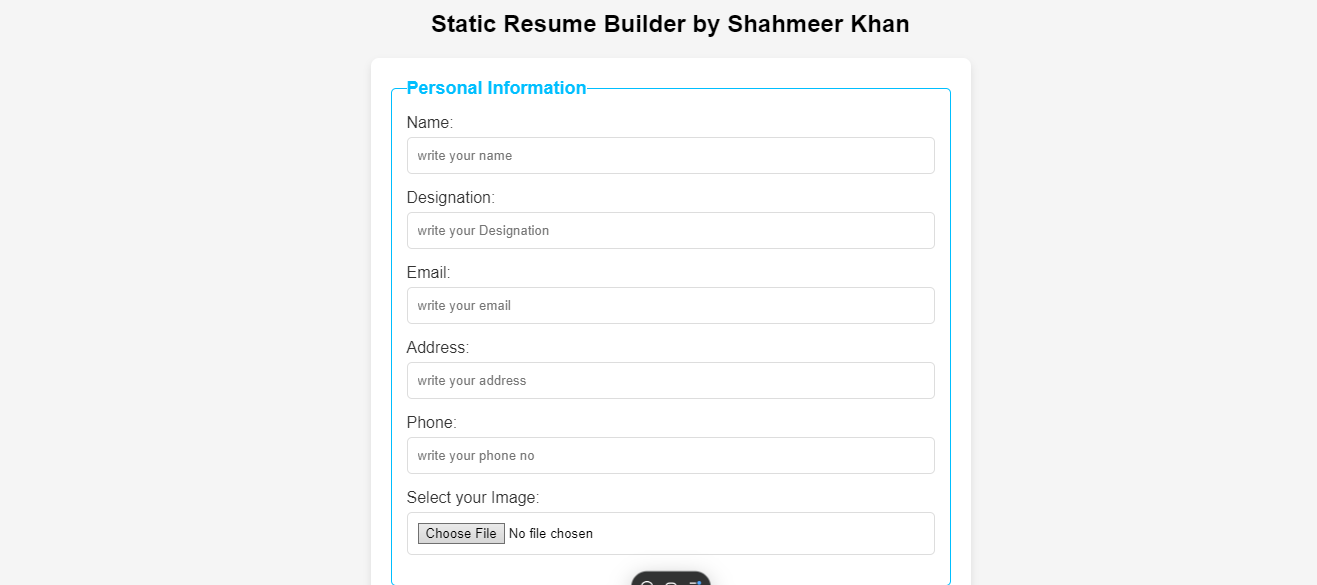 Static Resume Builder by Shahmeer Khan
Personal Information
Name:
write your name
Designation:
write your Designation
Email:
write your email
Address:
write your address
Phone:
write your phone no
Select your Image:
Choose File No file chosen